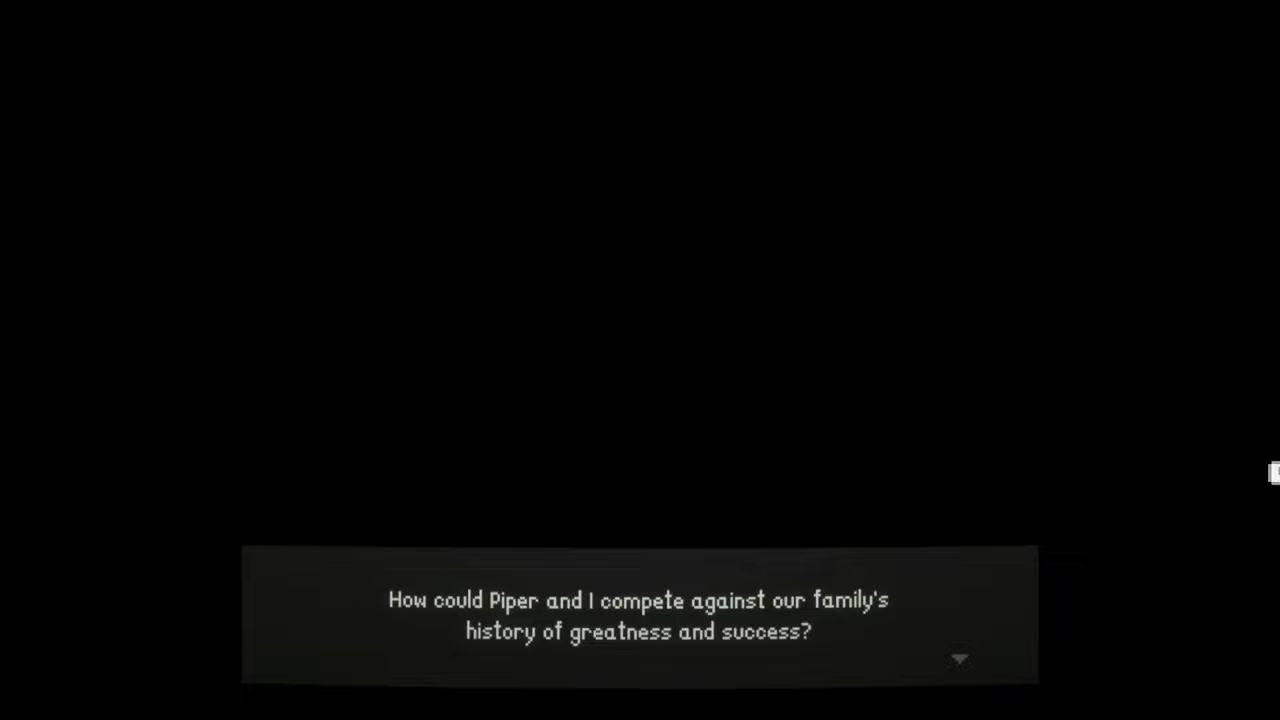 How could Piper and I compete against our family's
history of greatness and success?